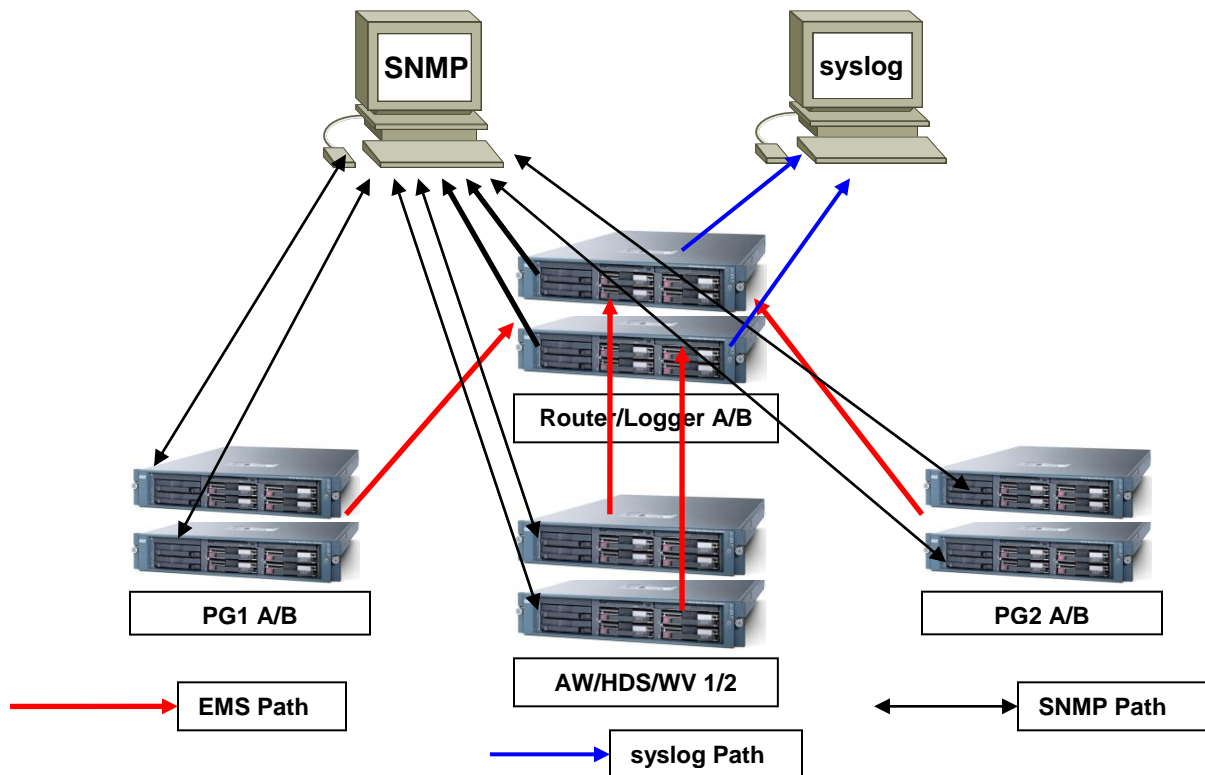 SNMP
syslog
Router/Logger A/B
PG1 A/B
PG2 A/B
AW/HDS/WV 1/2
EMS Path
SNMP Path
syslog Path